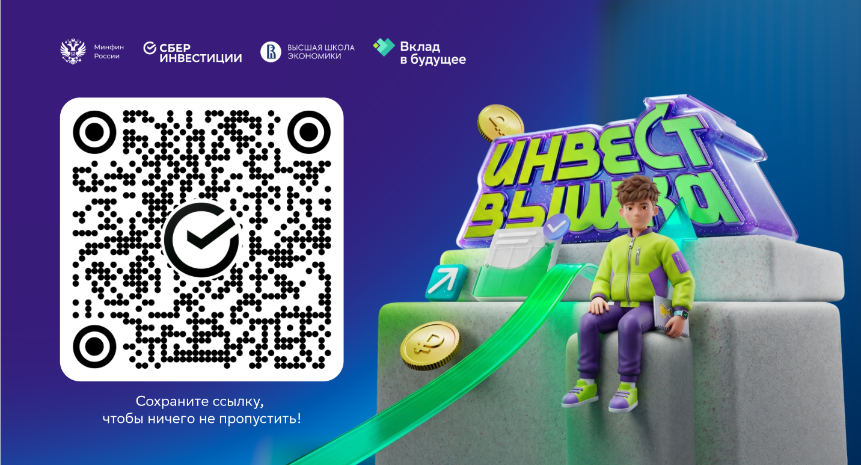 Минфин
России
СБЕР
ИНВЕСТИЦИИ
ВЫСШАЯ ШКОЛА
ЭКОНОМИКИ
Вклад
в будущее
ИНВЕСТ
ВЫШКА
Сохраните ссылку,
чтобы ничего не пропустить!